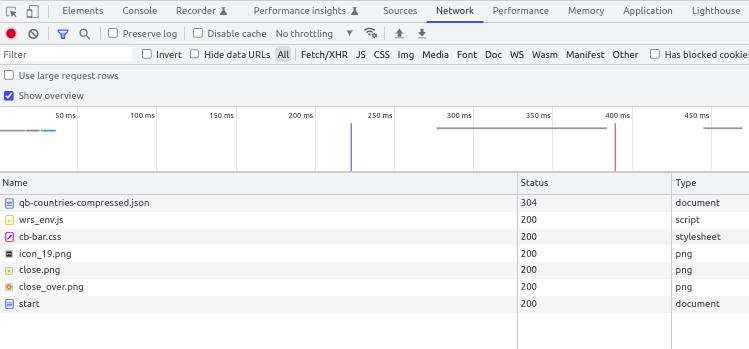 Elements Console Recorder Performance insights Sources Network Performance Memory Application Lighthouse
Preserve log Disable cache No throttling
Filter Invert Hide data URLs All Fetch/XHR JS CSS Img Media Font Doc WS Wasm Manifest Other Has blocked cookies
Use large request rows
Show overview
50 ms 100 ms 150 ms 200 ms 250 ms 300 ms 350 ms 400 ms 450 ms
Name Status Type
qb-countries-compressed.json 304 document
wrs_env.js 200 script
cb-bar.css 200 stylesheet
icon_19.png 200 png
close.png 200 png
close_over.png 200 png
start 200 document